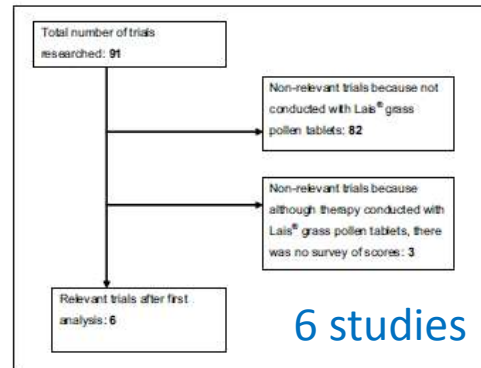 Total number of trials
researched: 91
Non-relevant trials because not
conducted with Lais® grass
pollen tablets: 82
Non-relevant trials because
although therapy conducted with
Lais® grass pollen tablets, there
was no survey of scores: 3
Relevant trials after first
analysis: 6
6 studies